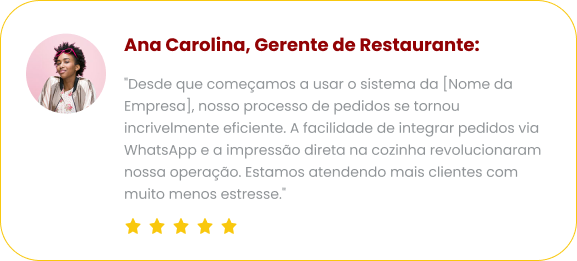 Ana Carolina, Gerente de Restaurante:
"Desde que começamos a usar o sistema da [Nome da
Empresa], nosso processo de pedidos se tornou
incrivelmente eficiente. A facilidade de integrar pedidos via
WhatsApp e a impressão direta na cozinha revolucionaram
nossa operação. Estamos atendendo mais clientes com
muito menos estresse."